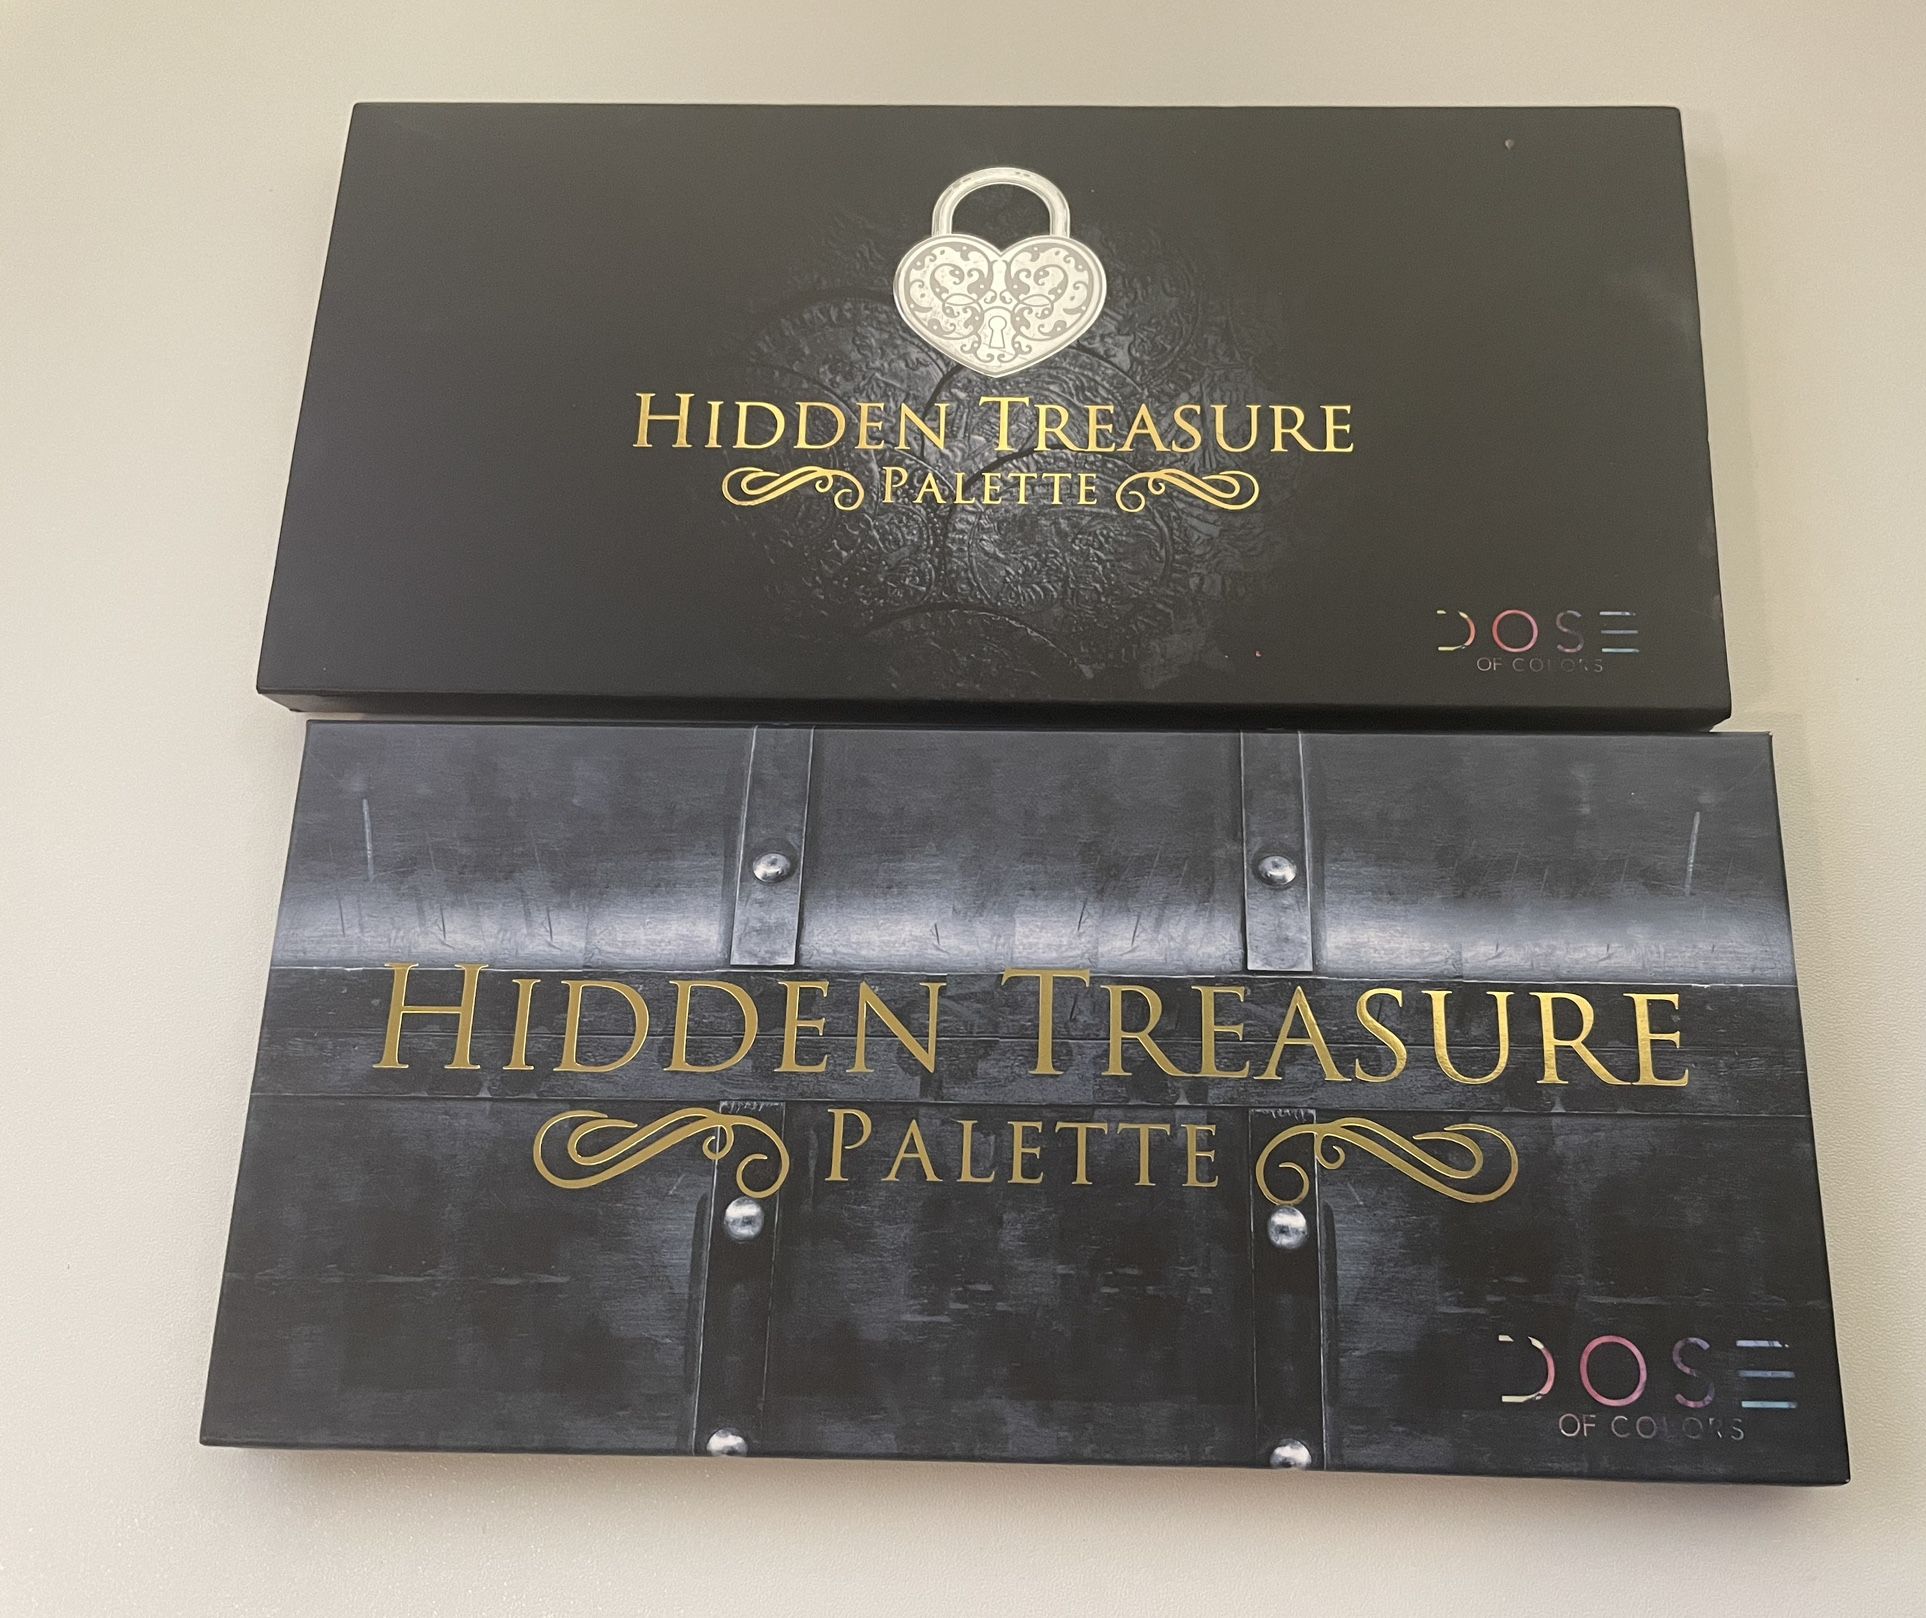 HIDDEN TREASURE
PALETTE
DOSE
OF COLORS
HIDDEN TREASURE
PALETTE
DOSE
OF COLORS